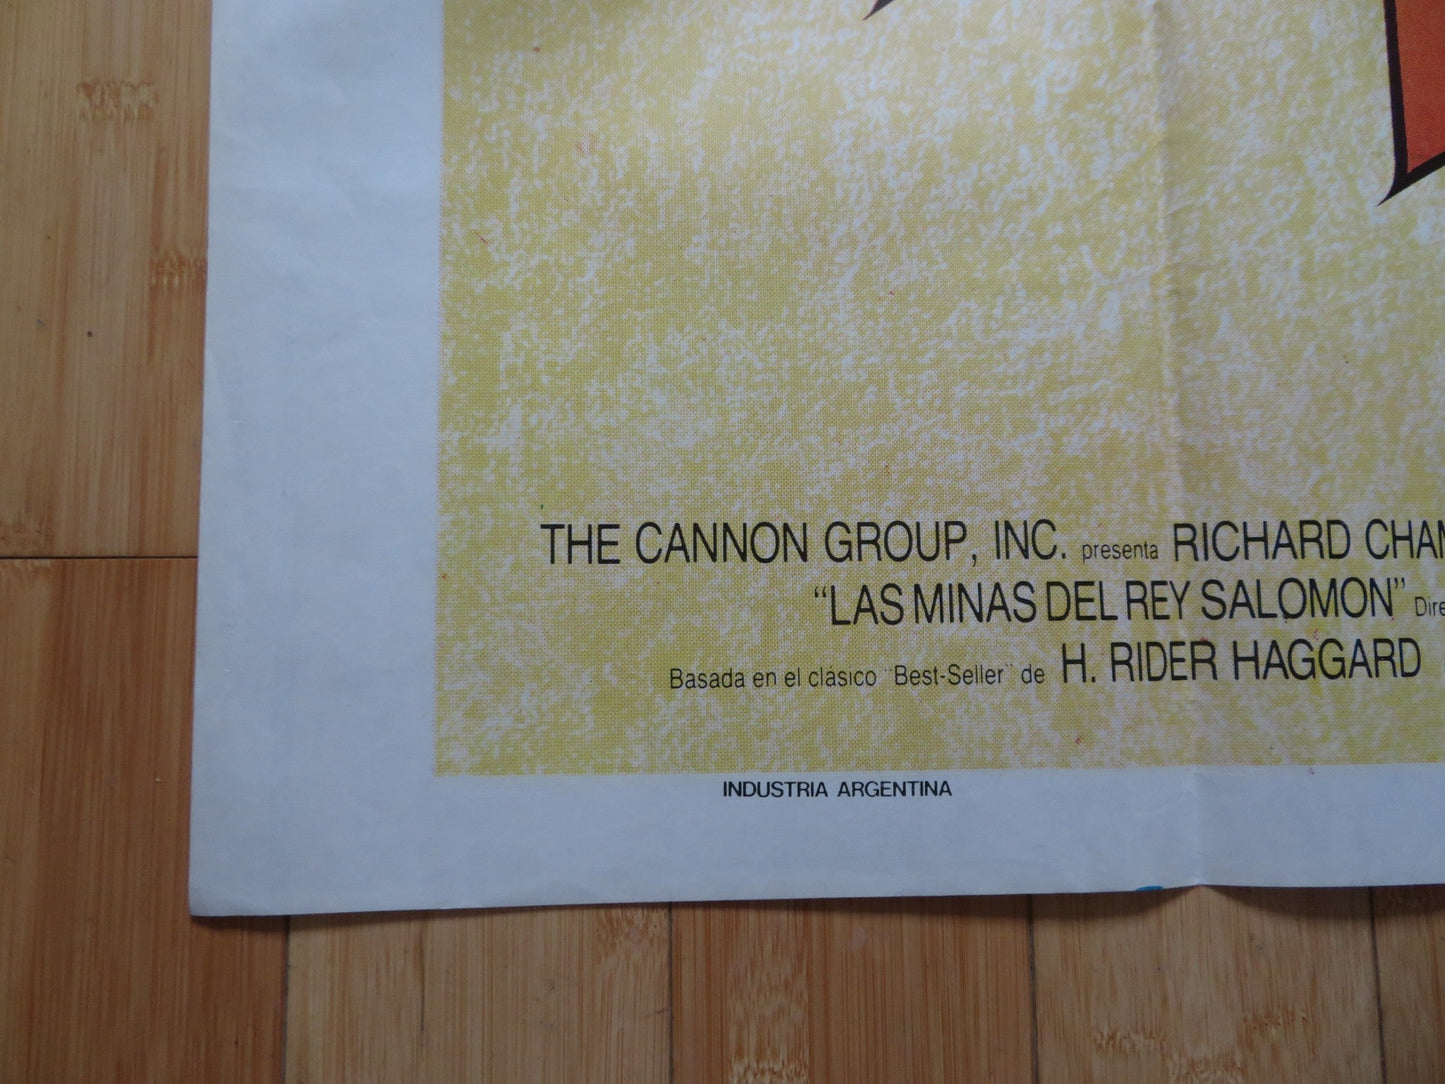 THE CANNON GROUP, INC. presenta RICHARD CHAM
"LAS MINAS DEL REY SALOMON" Dire
Basada en el clásico "Best-Seller" de H. RIDER HAGGARD
INDUSTRIA ARGENTINA